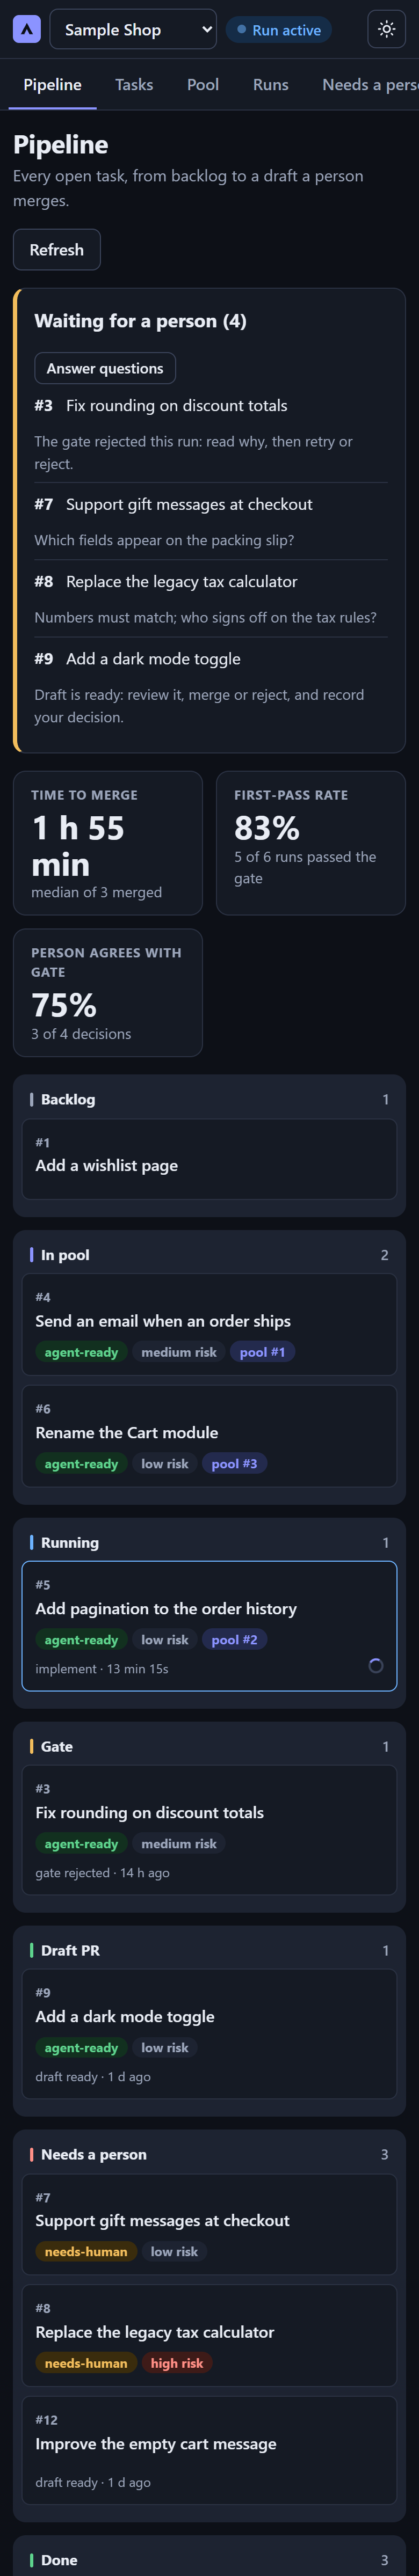 Sample Shop
Run active
Pipeline Tasks Pool Runs Needs a pers
Pipeline
Every open task, from backlog to a draft a person
merges.
Refresh
Waiting for a person (4)
Answer questions
#3 Fix rounding on discount totals
The gate rejected this run: read why, then retry or
reject.
#7 Support gift messages at checkout
Which fields appear on the packing slip?
#8 Replace the legacy tax calculator
Numbers must match; who signs off on the tax rules?
#9 Add a dark mode toggle
Draft is ready: review it, merge or reject, and record
your decision.
TIME TO MERGE
1 h 55
min
median of 3 merged
FIRST-PASS RATE
83%
5 of 6 runs passed the
gate
PERSON AGREES WITH
GATE
75%
3 of 4 decisions
Backlog 1
#1
Add a wishlist page
In pool 2
#4
Send an email when an order ships
agent-ready medium risk pool #1
#6
Rename the Cart module
agent-ready low risk pool #3
Running 1
#5
Add pagination to the order history
agent-ready low risk pool #2
implement · 13 min 15s
Gate 1
#3
Fix rounding on discount totals
agent-ready medium risk
gate rejected · 14 h ago
Draft PR 1
#9
Add a dark mode toggle
agent-ready low risk
draft ready · 1 d ago
Needs a person 3
#7
Support gift messages at checkout
needs-human low risk
#8
Replace the legacy tax calculator
needs-human high risk
#12
Improve the empty cart message
draft ready · 1 d ago
Done 3